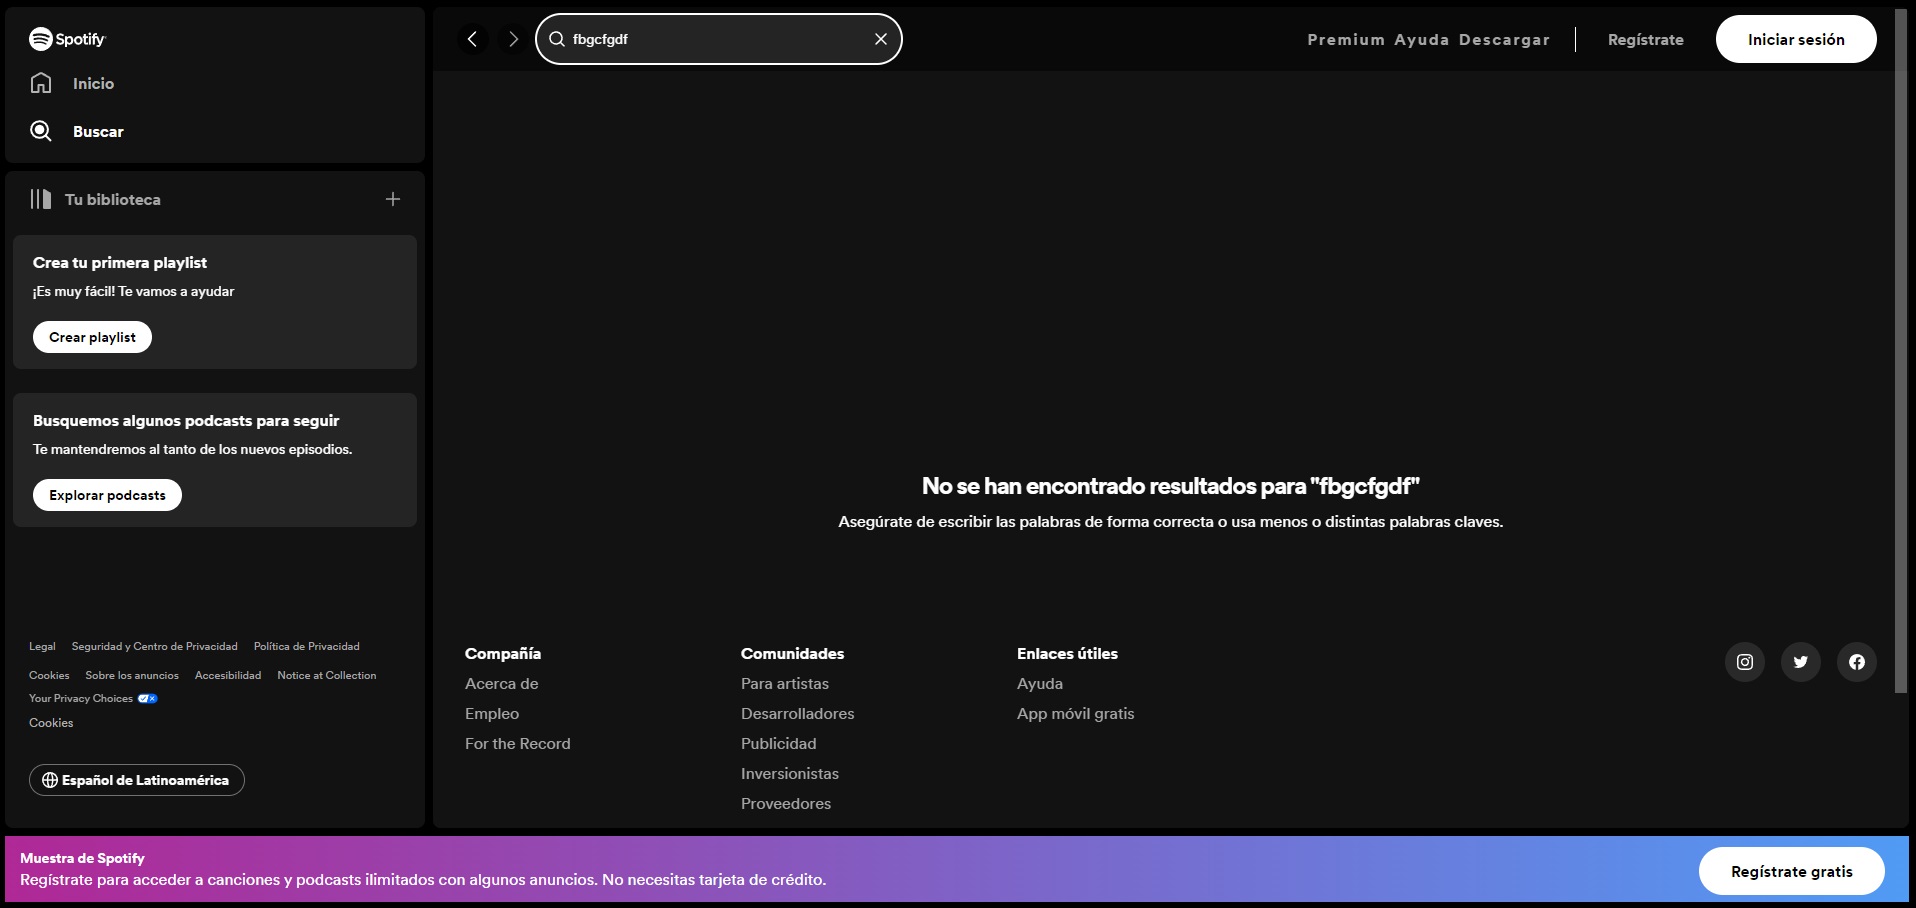 Spotify
Inicio
Buscar
Tu biblioteca
Crea tu primera playlist
¡Es muy fácil! Te vamos a ayudar
Crear playlist
Busquemos algunos podcasts para seguir
Te mantendremos al tanto de los nuevos episodios.
Explorar podcasts
Legal Seguridad y Centro de Privacidad Política de Privacidad
Cookies Sobre los anuncios Accesibilidad Notice at Collection
Your Privacy Choices
Cookies
Español de Latinoamérica
fbgcfgdf
Premium Ayuda Descargar
Regístrate
Iniciar sesión
No se han encontrado resultados para "fbgcfgdf"
Asegúrate de escribir las palabras de forma correcta o usa menos o distintas palabras claves.
Compañía
Acerca de
Empleo
For the Record
Comunidades
Para artistas
Desarrolladores
Publicidad
Inversionistas
Proveedores
Enlaces útiles
Ayuda
App móvil gratis
Muestra de Spotify
Regístrate para acceder a canciones y podcasts ilimitados con algunos anuncios. No necesitas tarjeta de crédito.
Regístrate gratis